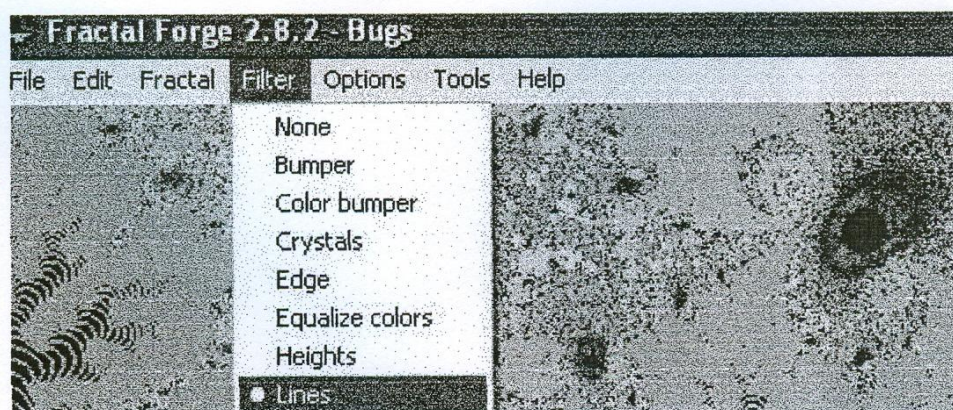 Fractal Forge 2.8.2 - Bugs
File Edit Fractal Filter Options Tools Help
None
Bumper
Color bumper
Crystals
Edge
Equalize colors
Heights
Lines